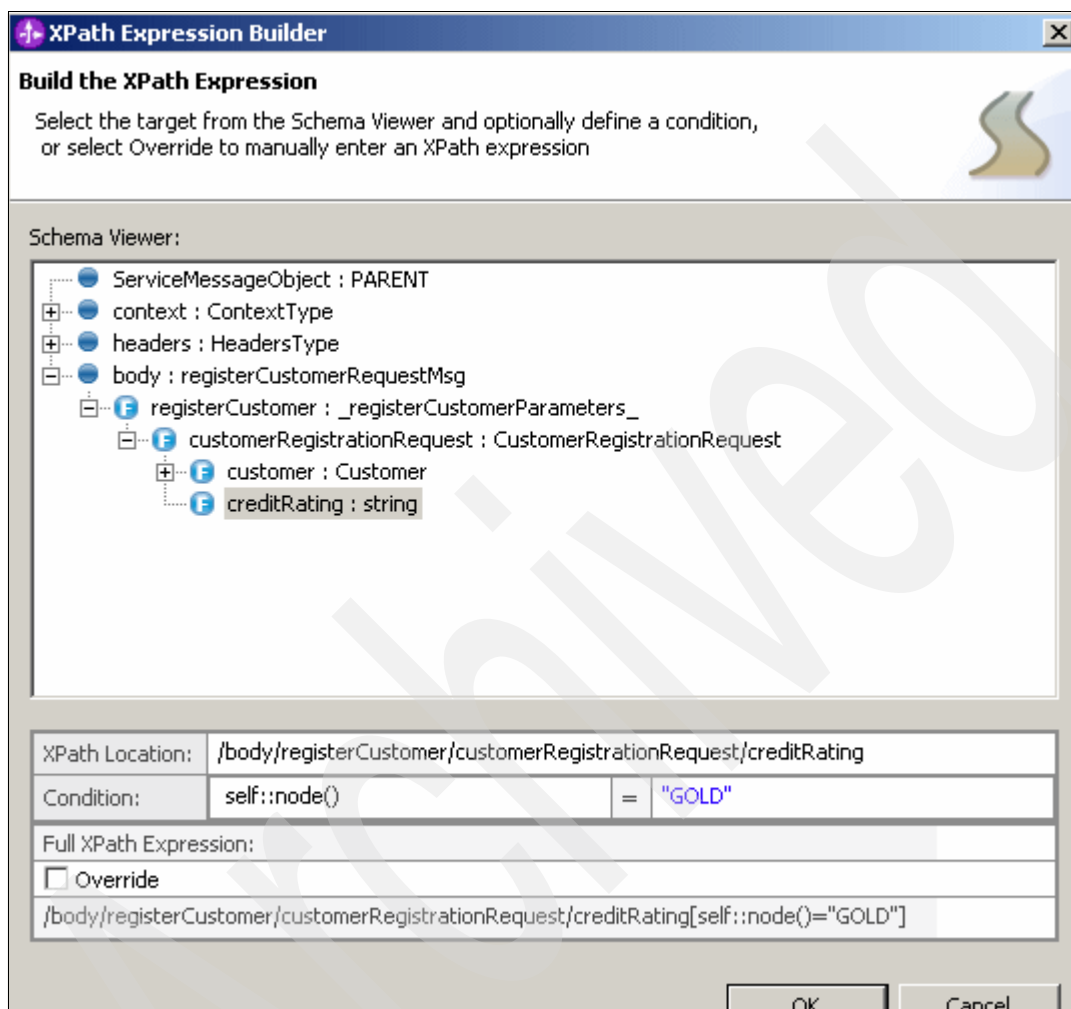 XPath Expression Builder
Build the XPath Expression
Select the target from the Schema Viewer and optionally define a condition,
or select Override to manually enter an XPath expression
Schema Viewer:
ServiceMessageObject : PARENT
context : ContextType
headers : HeadersType
body : registerCustomerRequestMsg
F registerCustomer : _registerCustomerParameters_
F customerRegistrationRequest : CustomerRegistrationRequest
F customer : Customer
F creditRating : string
XPath Location: /body/registerCustomer/customerRegistrationRequest/creditRating
Condition: self::node() = "GOLD"
Full XPath Expression:
Override
/body/registerCustomer/customerRegistrationRequest/creditRating[self::node()="GOLD"]
OK Cancel
Archived